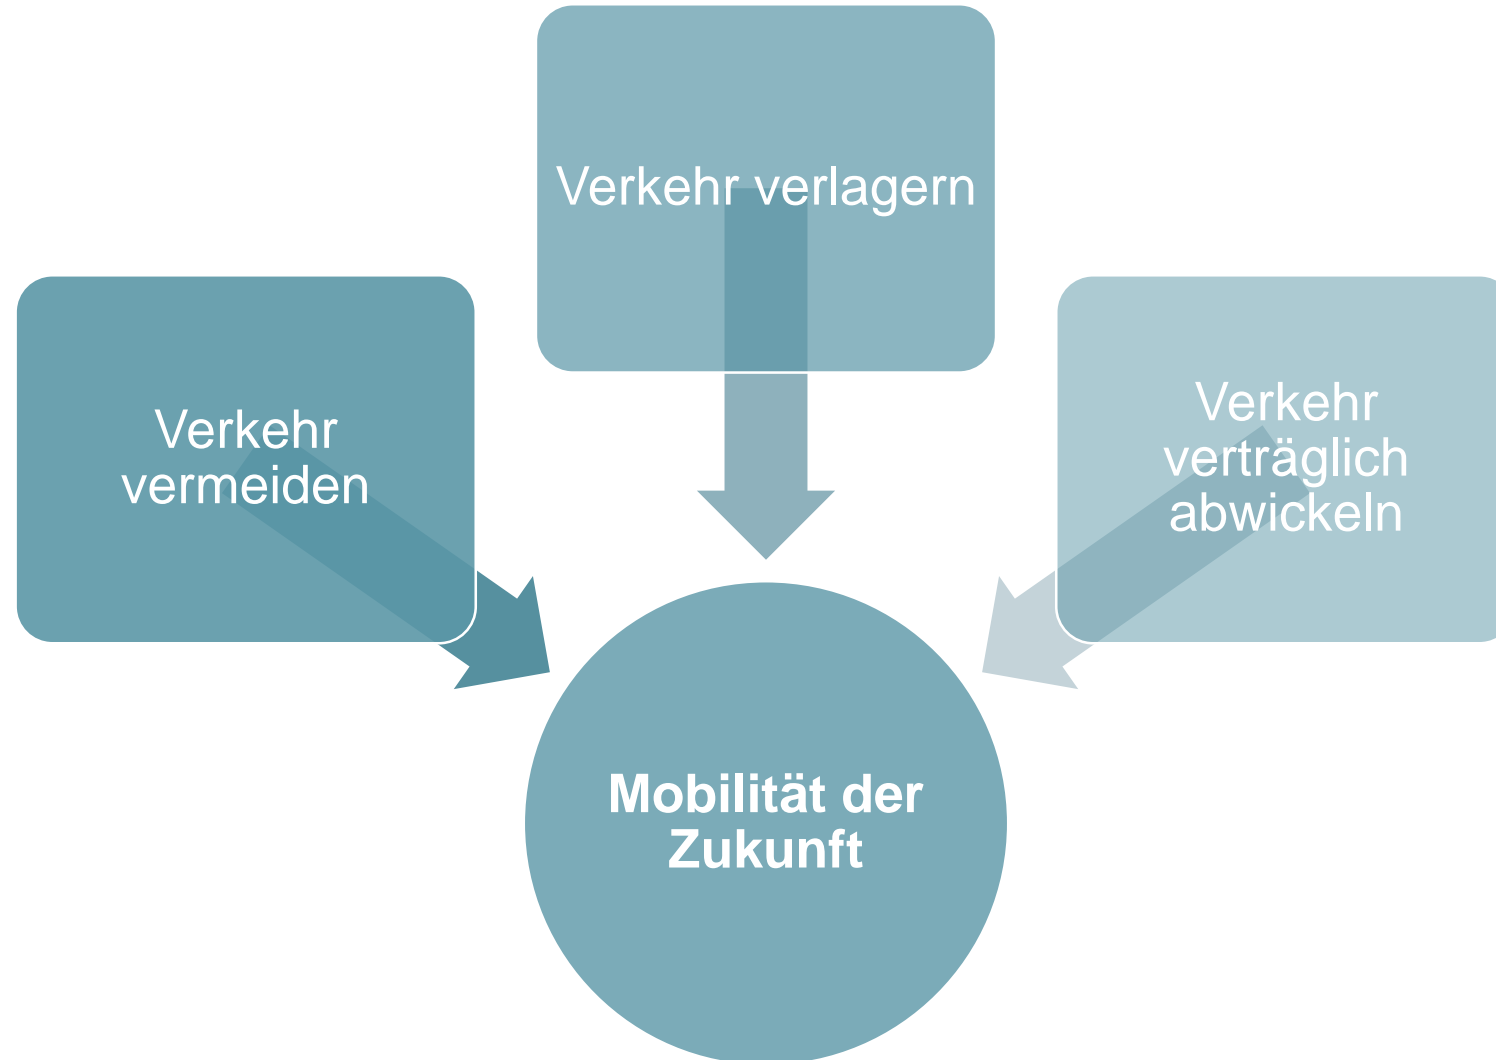 Verkehr verlagern
Verkehr
vermeiden
Verkehr
verträglich
abwickeln
Mobilität der
Zukunft